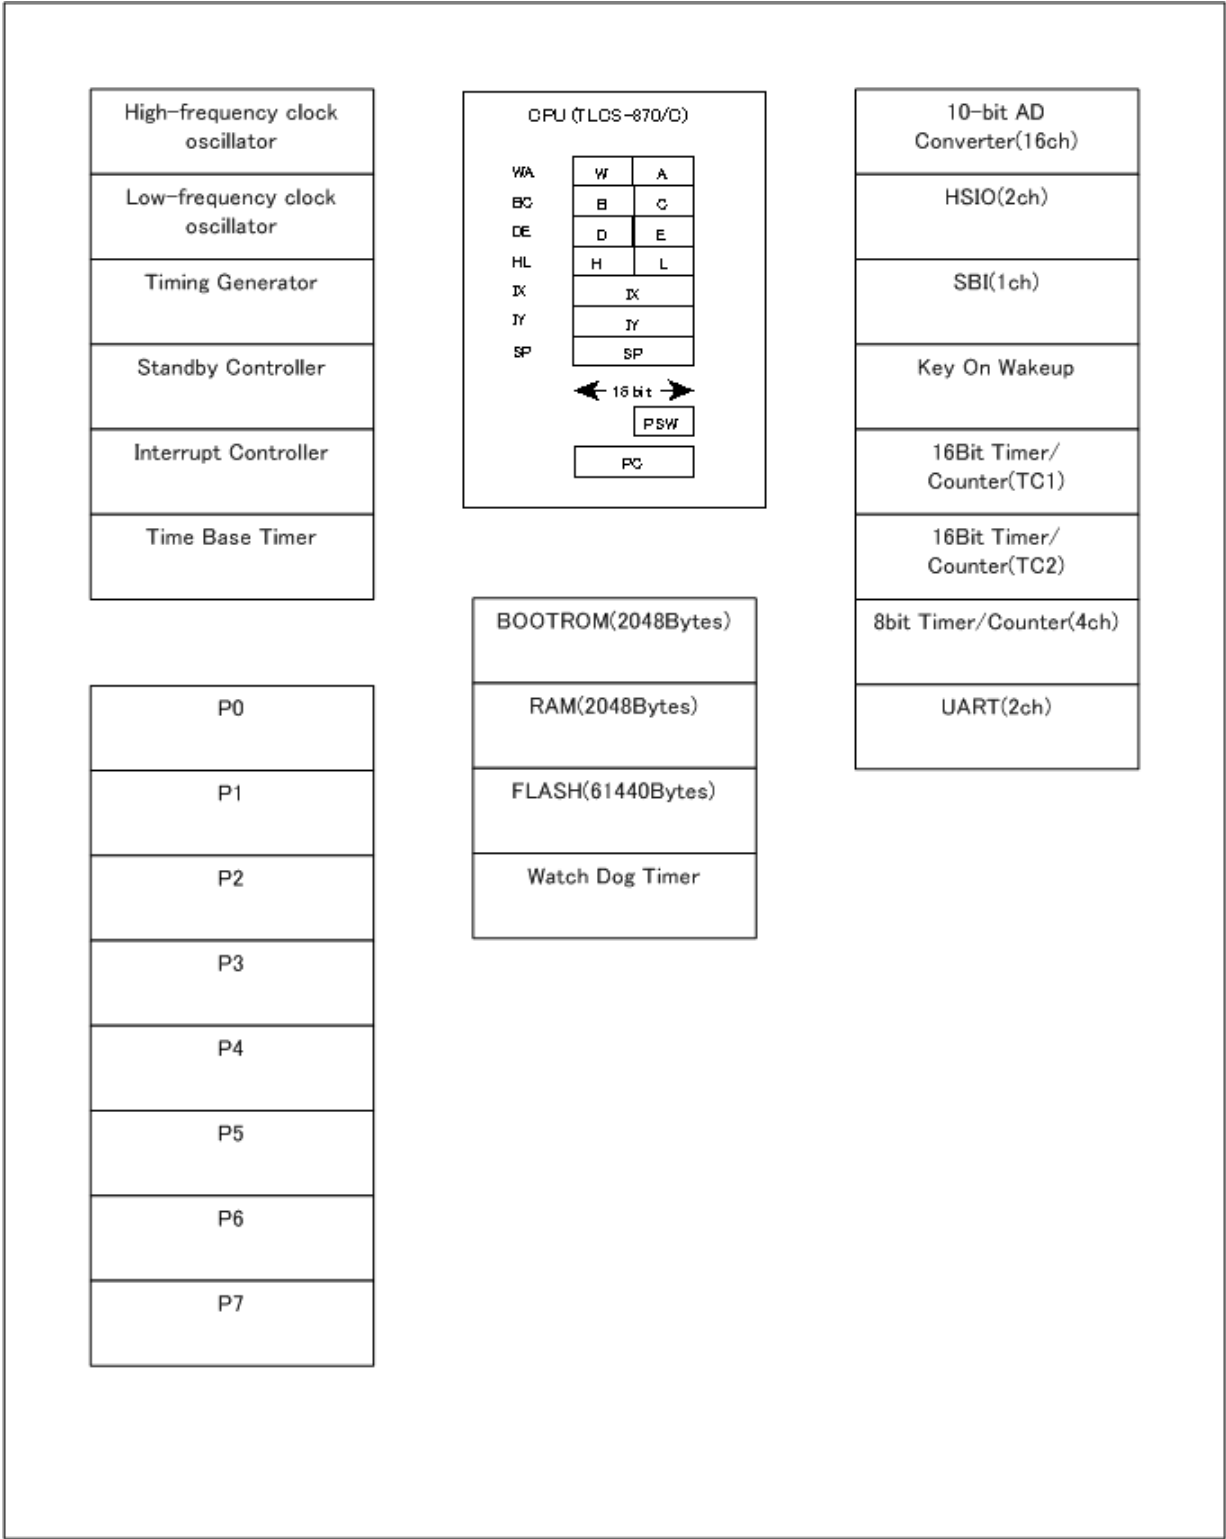 High-frequency clock
oscillator
Low-frequency clock
oscillator
Timing Generator
Standby Controller
Interrupt Controller
Time Base Timer
P0
P1
P2
P3
P4
P5
P6
P7
CPU (TLCS-870/C)
WA W A
BC B C
DE D E
HL H L
IX IX
IY IY
SP SP
16 bit
PSW
PC
BOOTROM(2048Bytes)
RAM(2048Bytes)
FLASH(61440Bytes)
Watch Dog Timer
10-bit AD
Converter(16ch)
HSIO(2ch)
SBI(1ch)
Key On Wakeup
16Bit Timer/
Counter(TC1)
16Bit Timer/
Counter(TC2)
8bit Timer/Counter(4ch)
UART(2ch)